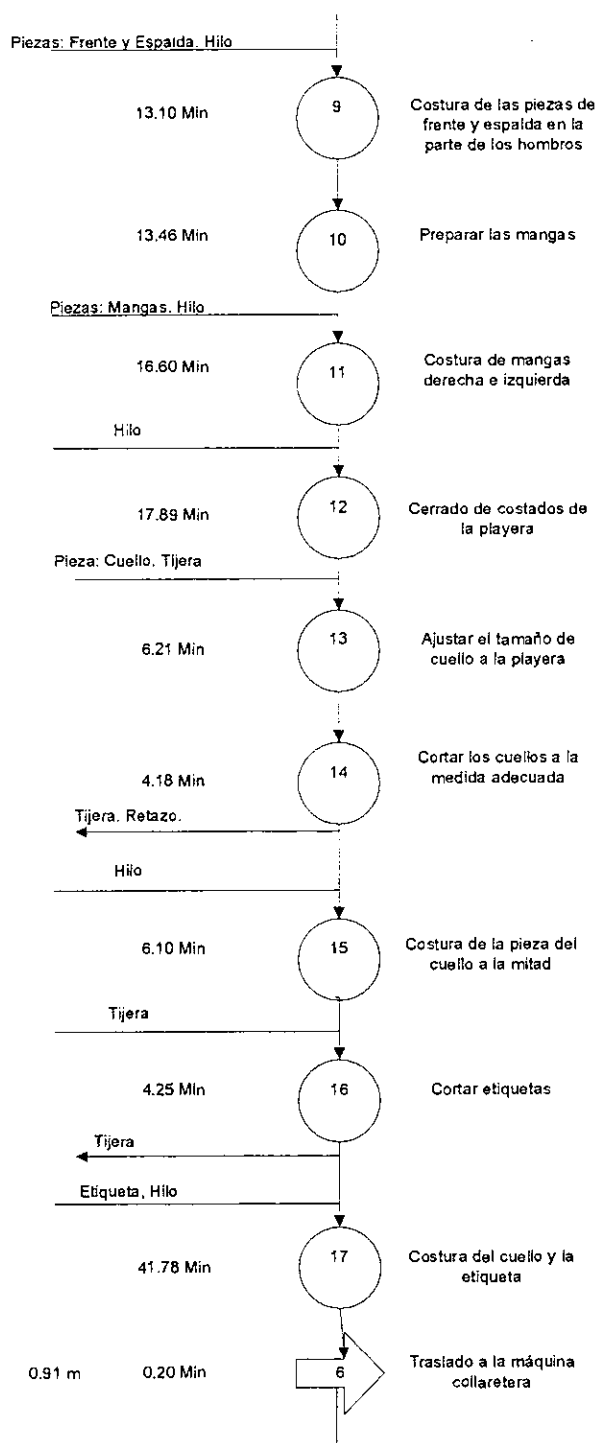 Piezas: Frente y Espalda. Hilo
13.10 Min
9
Costura de las piezas de
frente y espalda en la
parte de los hombros
13.46 Min
10
Preparar las mangas
Piezas: Mangas. Hilo
16.60 Min
11
Costura de mangas
derecha e izquierda
Hilo
17.89 Min
12
Cerrado de costados de
la playera
Pieza: Cuello. Tijera
6.21 Min
13
Ajustar el tamaño de
cuello a la playera
4.18 Min
14
Cortar los cuellos a la
medida adecuada
Tijera. Retazo.
Hilo
6.10 Min
15
Costura de la pieza del
cuello a la mitad
Tijera
4.25 Min
16
Cortar etiquetas
Tijera
Etiqueta, Hilo
41.78 Min
17
Costura del cuello y la
etiqueta
0.91 m
0.20 Min
6
Traslado a la máquina
collaretera